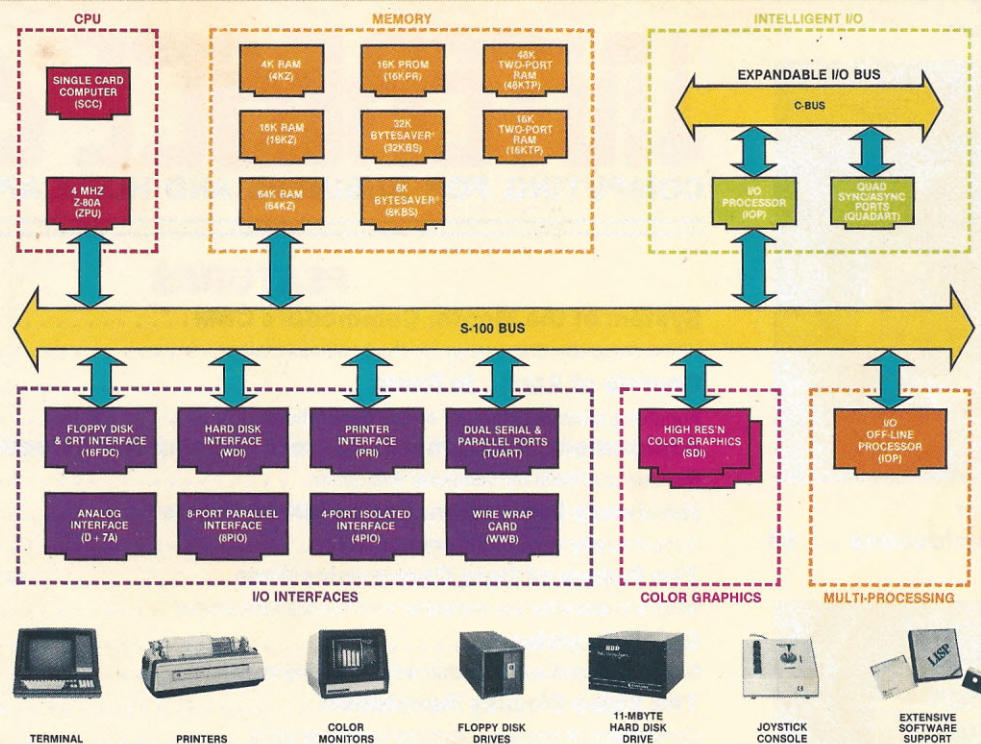 CPU
SINGLE CARD
COMPUTER
(SCC)
4 MHZ
Z-80A
(ZPU)
MEMORY
4K RAM
(4KZ)
16K PROM
(16KPR)
48K
TWO-PORT
RAM
(48KTP)
16K RAM
(16KZ)
32K
BYTESAVER®
(32KBS)
16K
TWO-PORT
RAM
(16KTP)
64K RAM
(64KZ)
8K
BYTESAVER®
(8KBS)
INTELLIGENT I/O
EXPANDABLE I/O BUS
C-BUS
I/O
PROCESSOR
(IOP)
QUAD
SYNC/ASYNC
PORTS
(QUADART)
S-100 BUS
FLOPPY DISK
& CRT INTERFACE
(16FDC)
HARD DISK
INTERFACE
(WDI)
PRINTER
INTERFACE
(PRI)
DUAL SERIAL &
PARALLEL PORTS
(TUART)
ANALOG
INTERFACE
(D + 7A)
8-PORT PARALLEL
INTERFACE
(8PIO)
4-PORT ISOLATED
INTERFACE
(4PIO)
WIRE WRAP
CARD
(WWB)
I/O INTERFACES
HIGH RES'N
COLOR GRAPHICS
(SDI)
COLOR GRAPHICS
I/O
OFF-LINE
PROCESSOR
(IOP)
MULTI-PROCESSING
HDD
LISP
TERMINAL
PRINTERS
COLOR
MONITORS
FLOPPY DISK
DRIVES
11-MBYTE
HARD DISK
DRIVE
JOYSTICK
CONSOLE
EXTENSIVE
SOFTWARE
SUPPORT